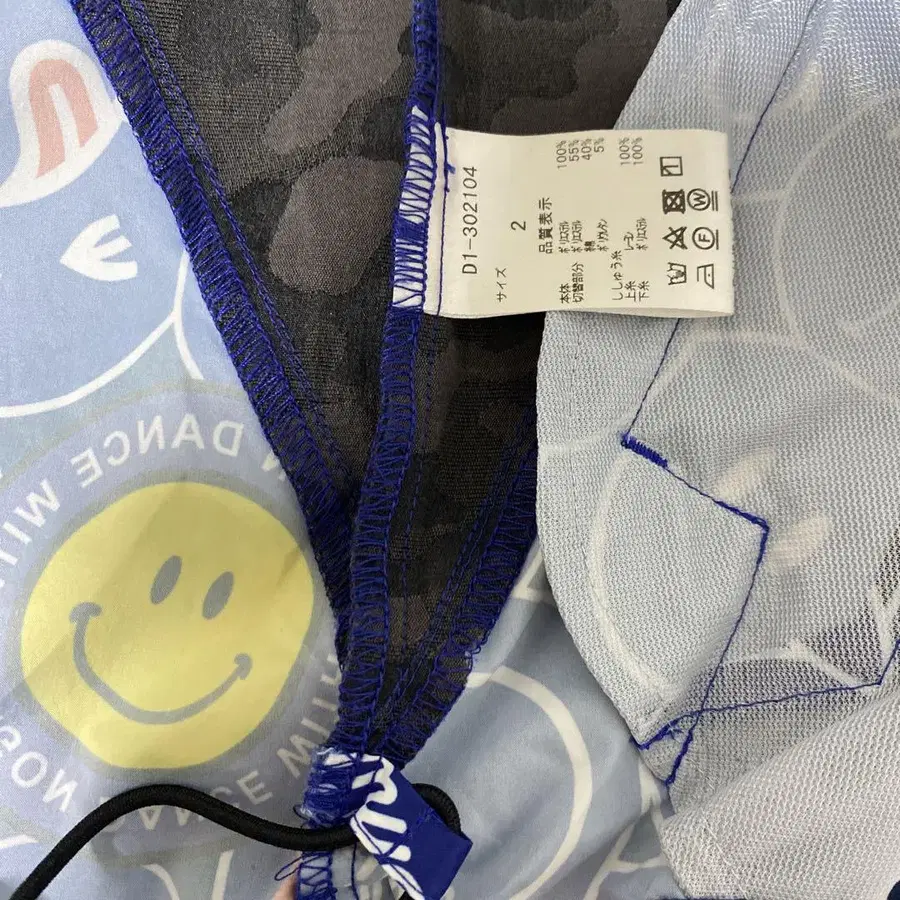 D1-302104
サイズ 2
品質表示
本体 ポリエステル 100%
切替部分 ポリエステル 55%
綿 40%
ポリウレタン 5%
ししゅう糸
上糸 レーヨン 100%
下糸 ポリエステル 100%
W
F
DANCE
DANCE